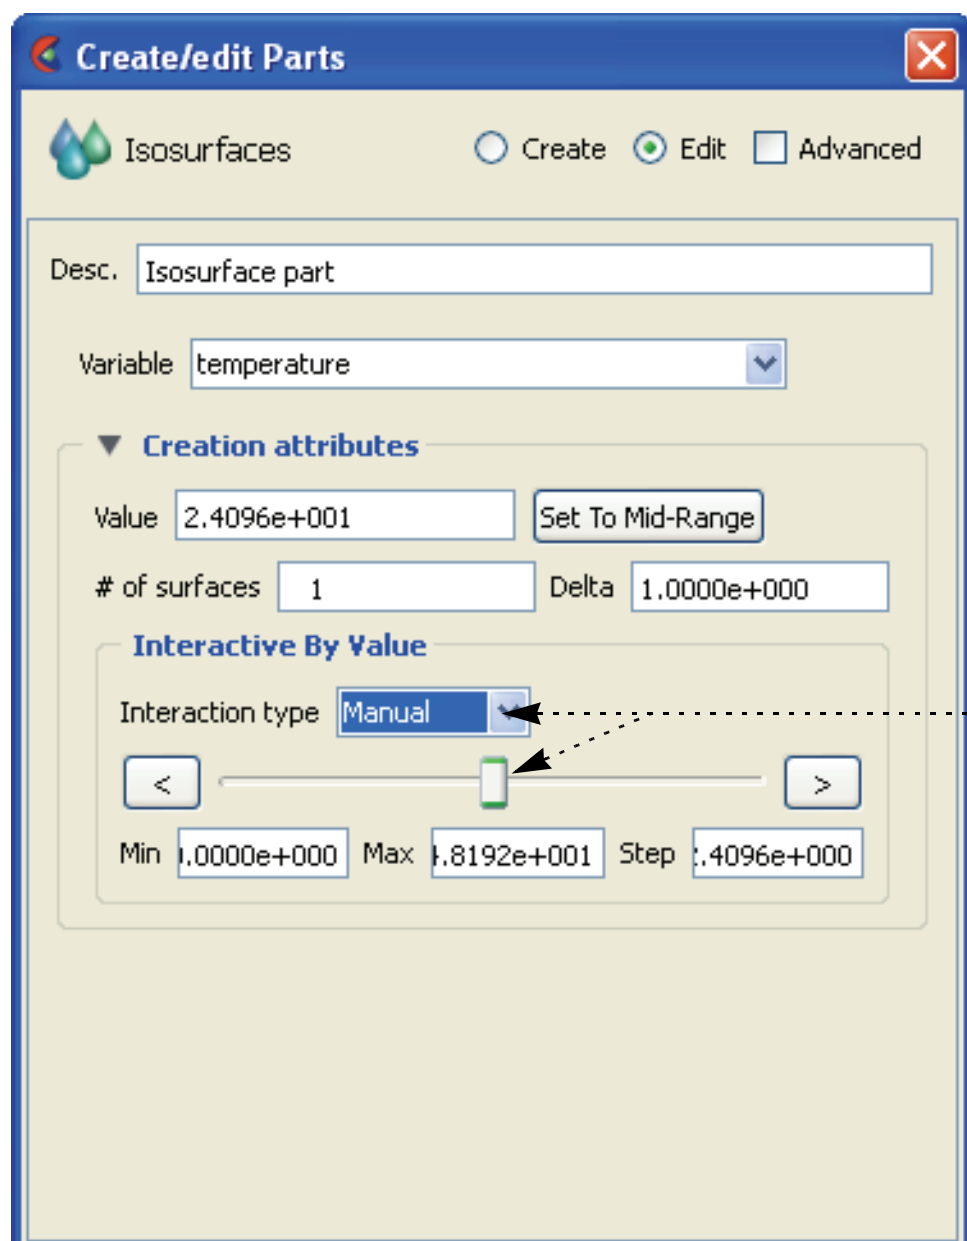 Create/edit Parts
Isosurfaces Create Edit Advanced
Desc. Isosurface part
Variable temperature
Creation attributes
Value 2.4096e+001 Set To Mid-Range
# of surfaces 1 Delta 1.0000e+000
Interactive By Value
Interaction type Manual
< >
Min .0000e+000 Max .8192e+001 Step .4096e+000